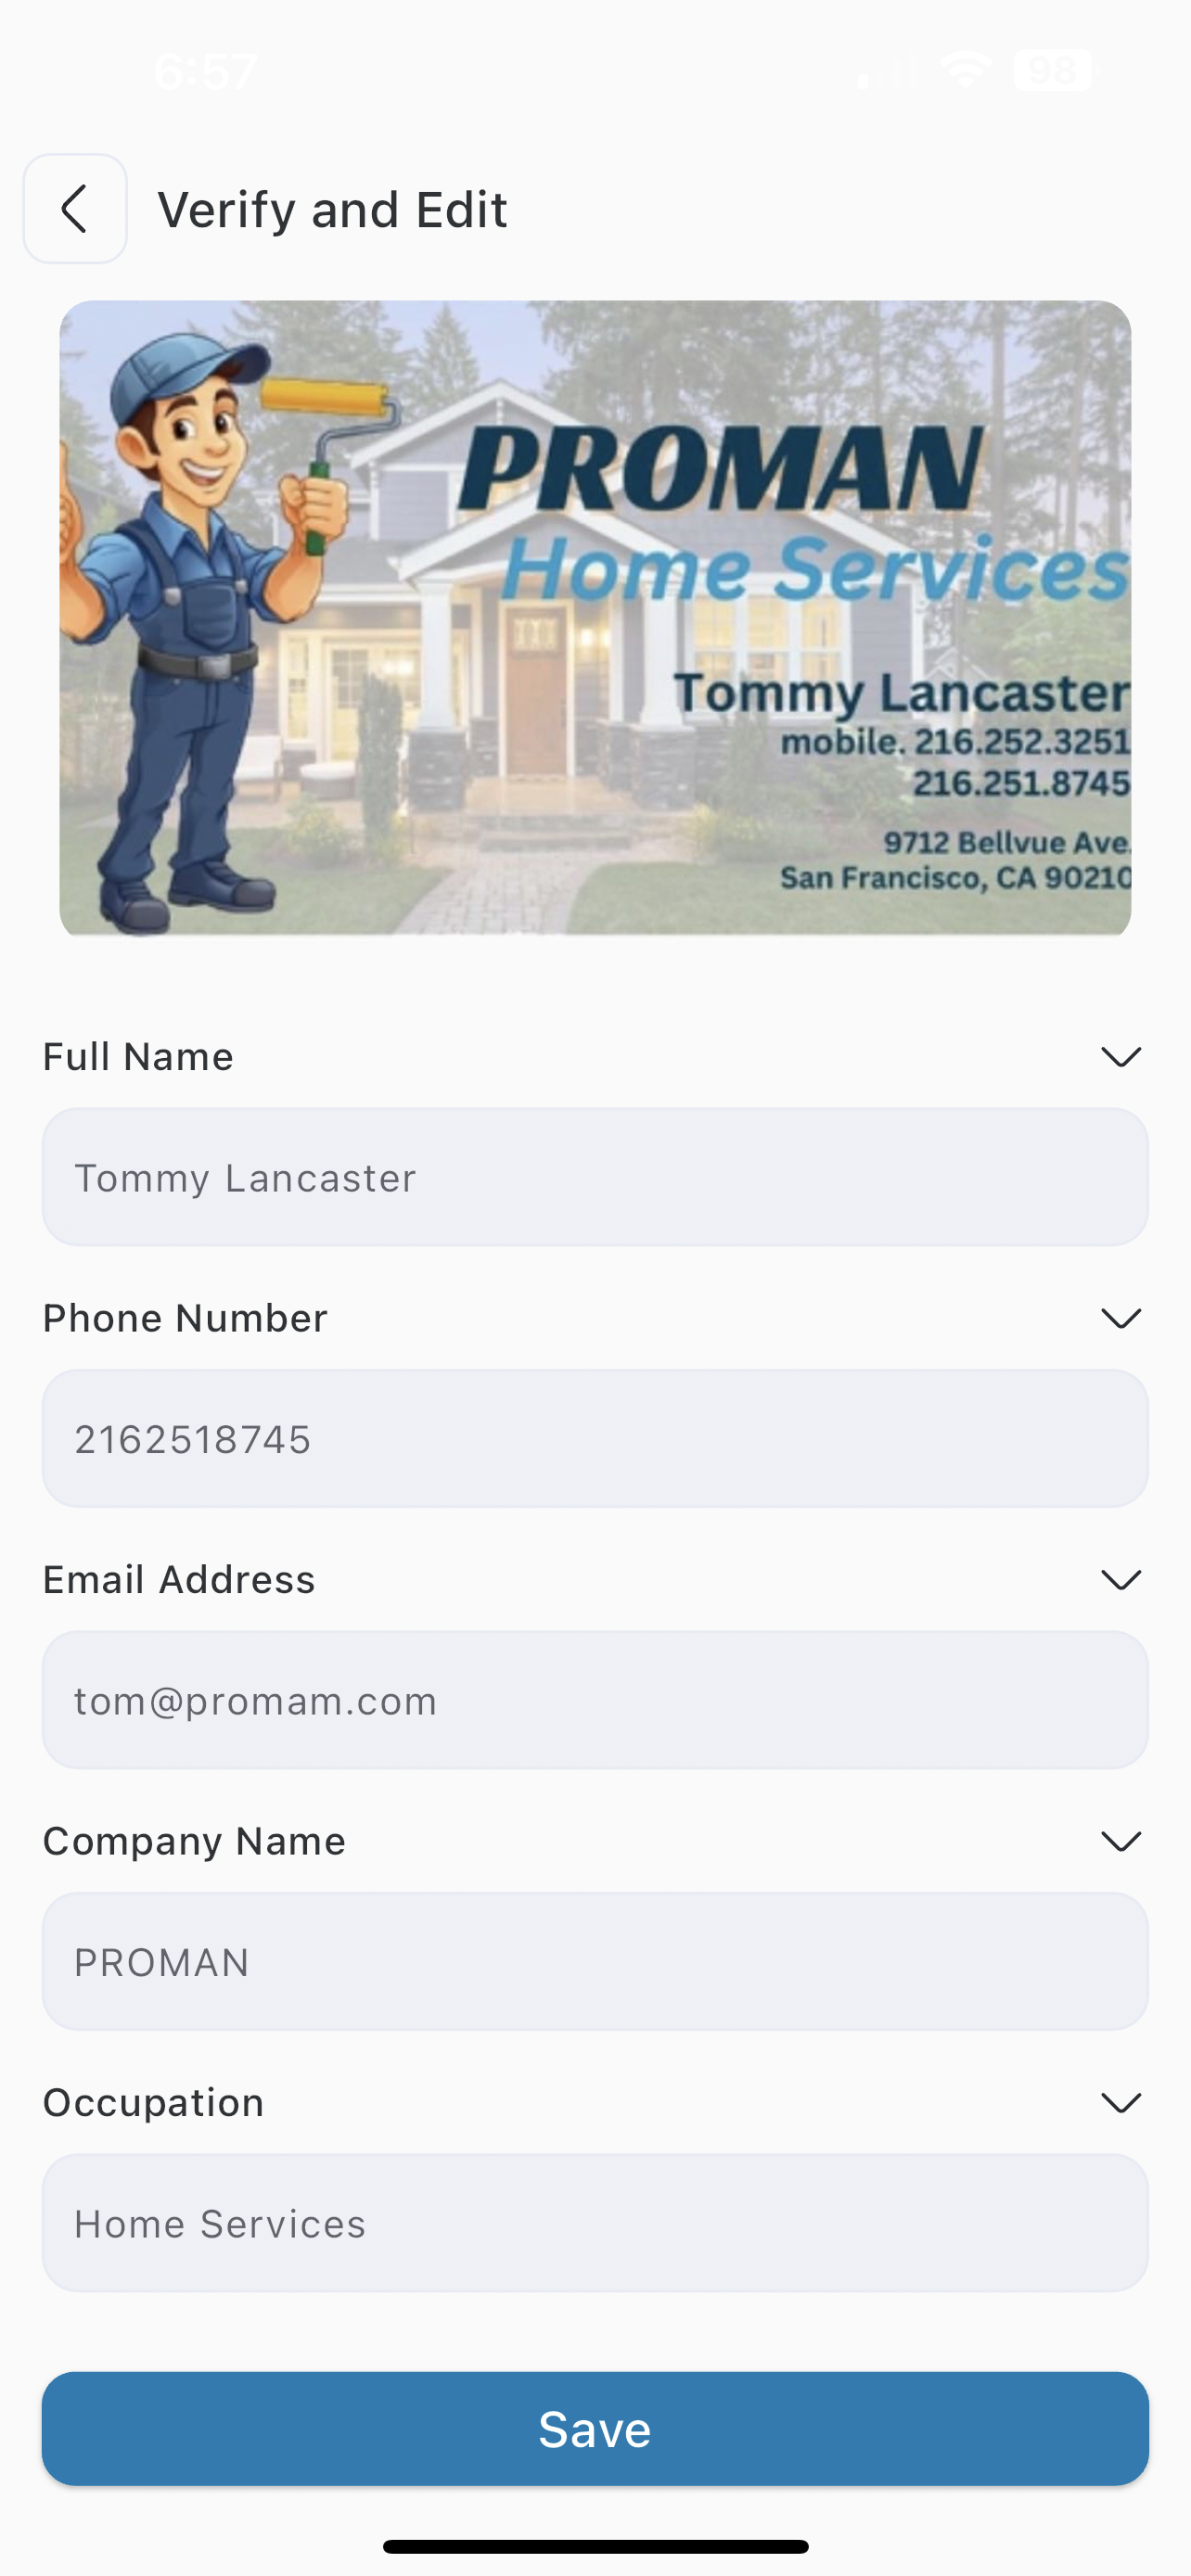 6:57
98
Verify and Edit
PROMAN
Home Services
Tommy Lancaster
mobile. 216.252.3251
216.251.8745
9712 Bellvue Ave.
San Francisco, CA 90210
Full Name
Tommy Lancaster
Phone Number
2162518745
Email Address
tom@promam.com
Company Name
PROMAN
Occupation
Home Services
Save